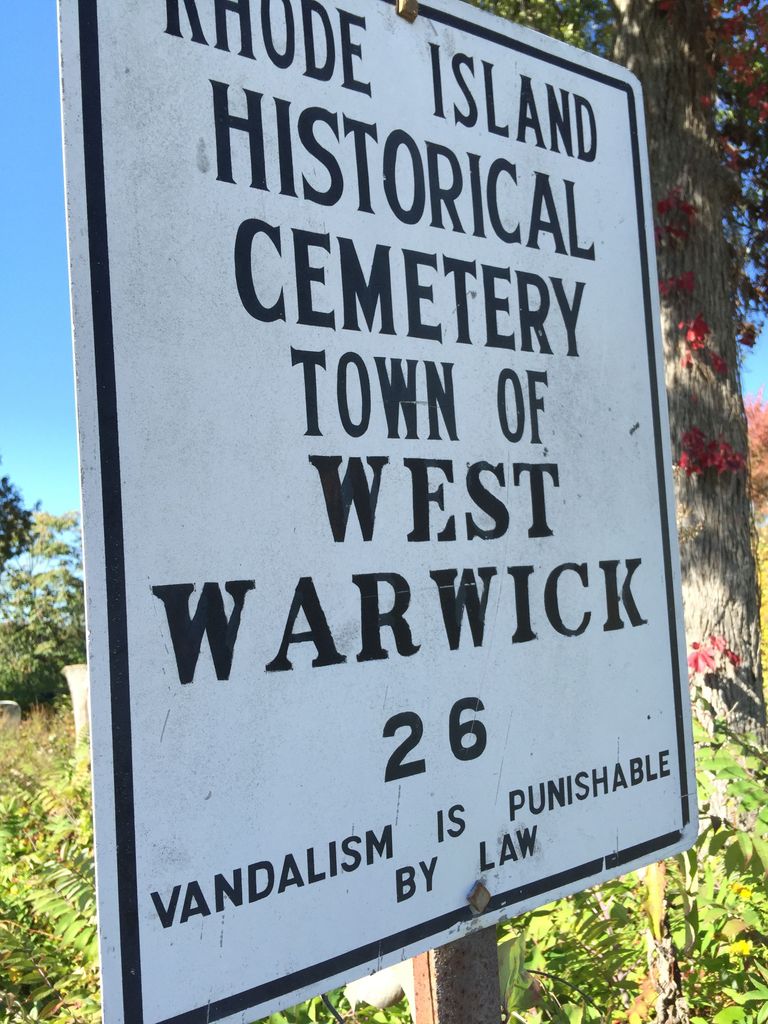 RHODE ISLAND
HISTORICAL
CEMETERY
TOWN OF
WEST
WARWICK
26
VANDALISM IS PUNISHABLE
BY LAW